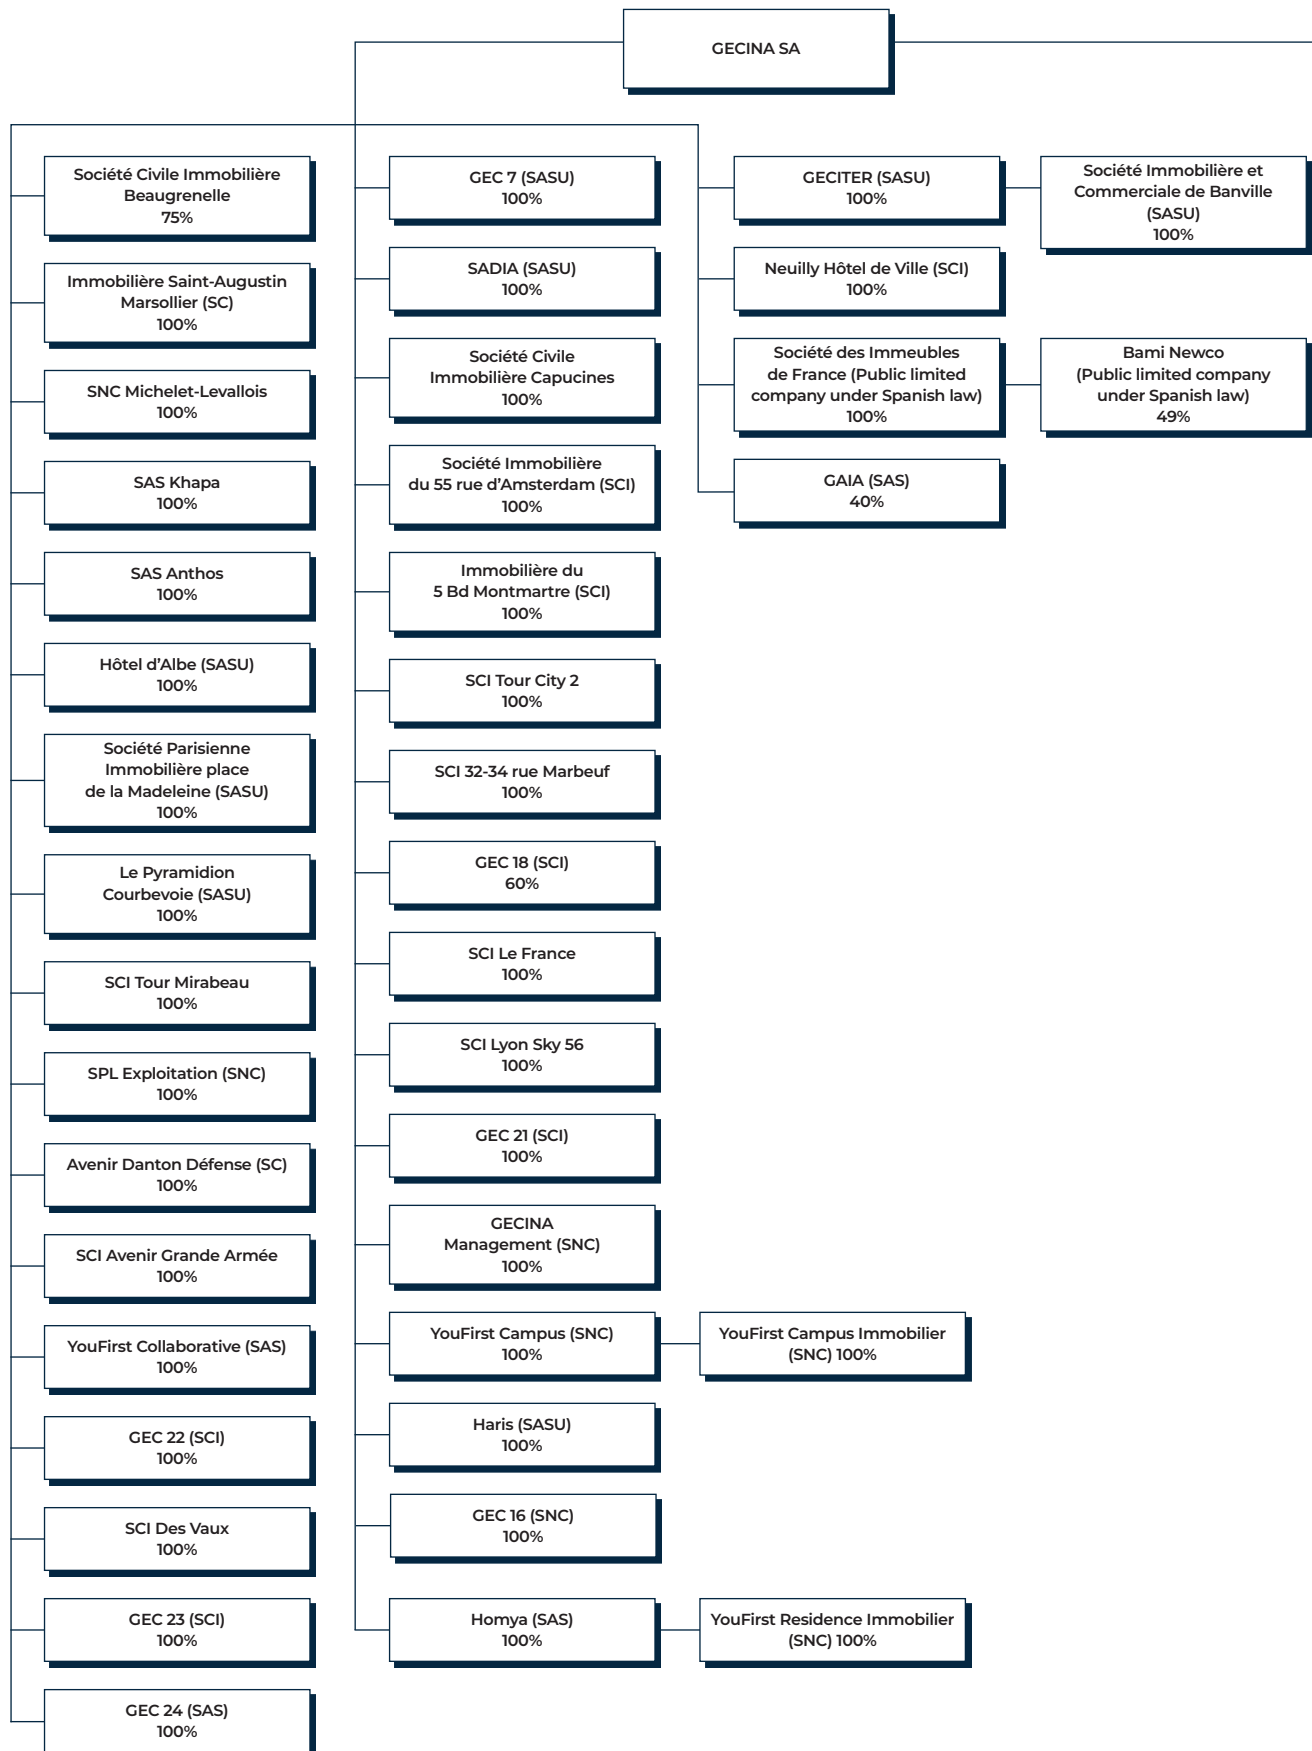 GECINA SA
Société Civile Immobilière
Beaugrenelle
75%
Immobilière Saint-Augustin
Marsollier (SC)
100%
SNC Michelet-Levallois
100%
SAS Khapa
100%
SAS Anthos
100%
Hôtel d’Albe (SASU)
100%
Société Parisienne
Immobilière place
de la Madeleine (SASU)
100%
Le Pyramidion
Courbevoie (SASU)
100%
SCI Tour Mirabeau
100%
SPL Exploitation (SNC)
100%
Avenir Danton Défense (SC)
100%
SCI Avenir Grande Armée
100%
YouFirst Collaborative (SAS)
100%
GEC 22 (SCI)
100%
SCI Des Vaux
100%
GEC 23 (SCI)
100%
GEC 24 (SAS)
100%
GEC 7 (SASU)
100%
SADIA (SASU)
100%
Société Civile
Immobilière Capucines
100%
Société Immobilière
du 55 rue d’Amsterdam (SCI)
100%
Immobilière du
5 Bd Montmartre (SCI)
100%
SCI Tour City 2
100%
SCI 32-34 rue Marbeuf
100%
GEC 18 (SCI)
60%
SCI Le France
100%
SCI Lyon Sky 56
100%
GEC 21 (SCI)
100%
GECINA
Management (SNC)
100%
YouFirst Campus (SNC)
100%
YouFirst Campus Immobilier
(SNC) 100%
Haris (SASU)
100%
GEC 16 (SNC)
100%
Homya (SAS)
100%
YouFirst Residence Immobilier
(SNC) 100%
GECITER (SASU)
100%
Société Immobilière et
Commerciale de Banville
(SASU)
100%
Neuilly Hôtel de Ville (SCI)
100%
Société des Immeubles
de France (Public limited
company under Spanish law)
100%
Bami Newco
(Public limited company
under Spanish law)
49%
GAIA (SAS)
40%